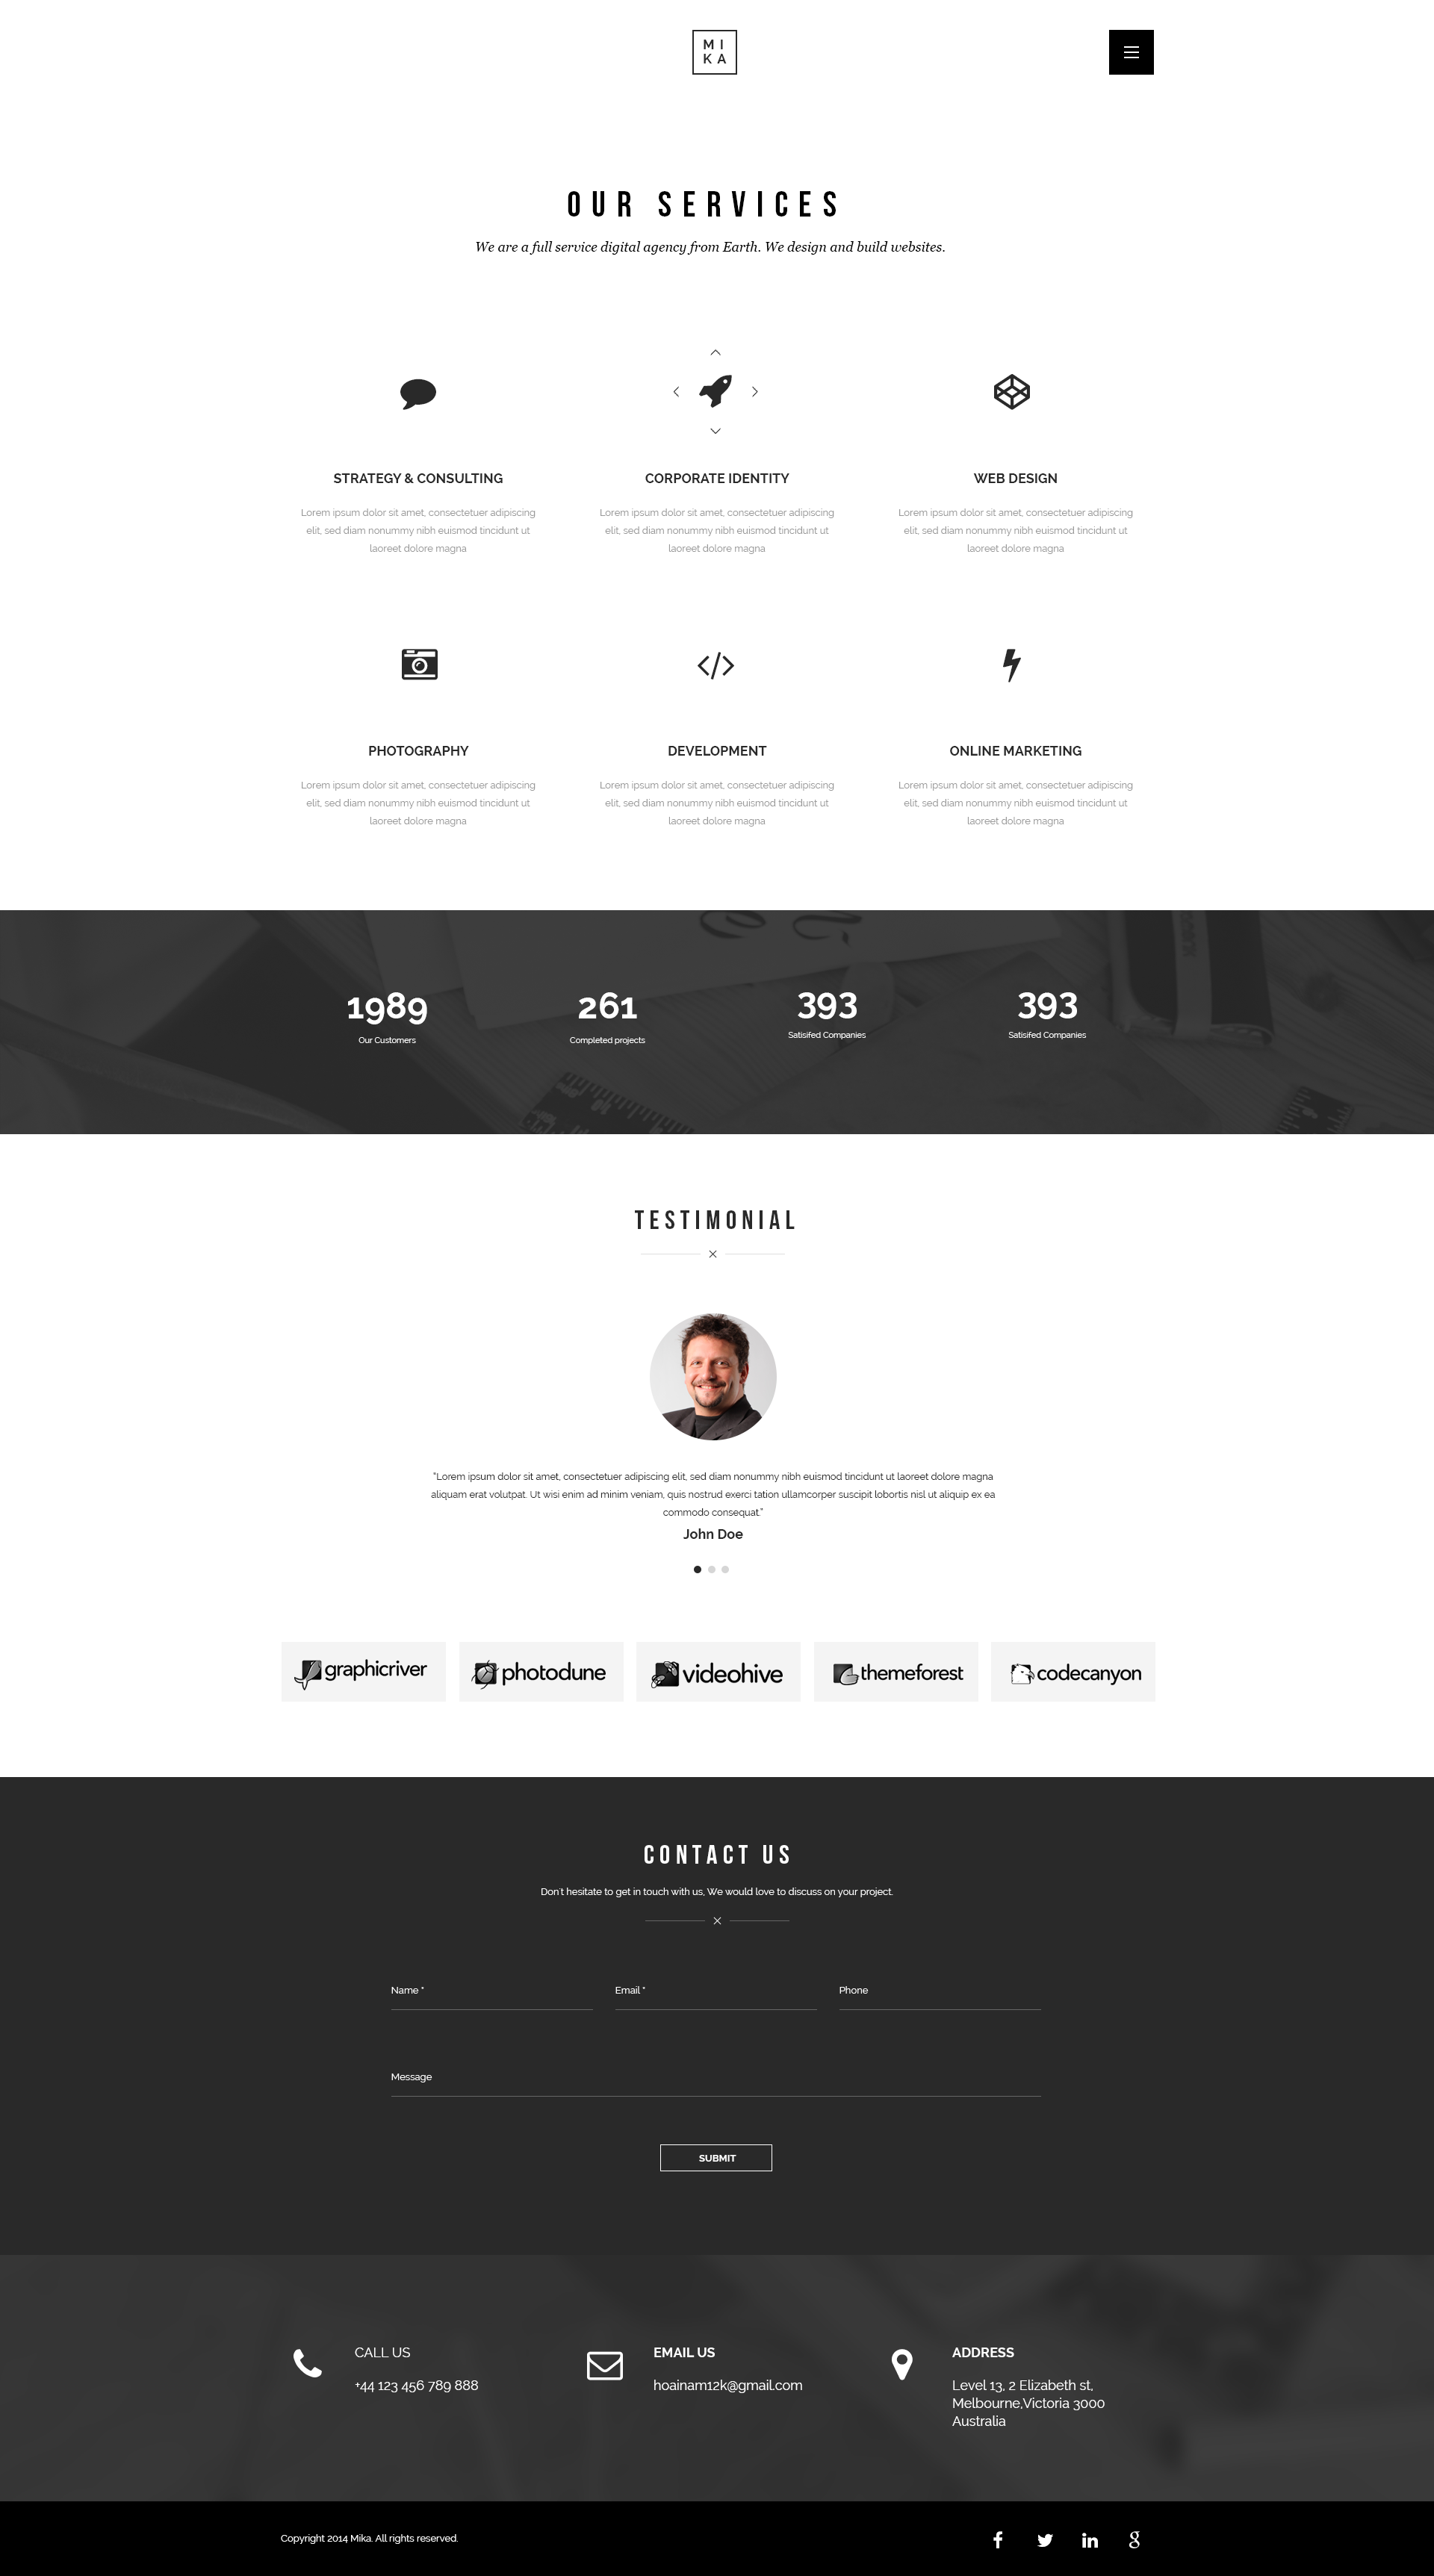 M I
K A
OUR SERVICES
We are a full service digital agency from Earth. We design and build websites.
STRATEGY & CONSULTING
Lorem ipsum dolor sit amet, consectetuer adipiscing
elit, sed diam nonummy nibh euismod tincidunt ut
laoreet dolore magna
CORPORATE IDENTITY
Lorem ipsum dolor sit amet, consectetuer adipiscing
elit, sed diam nonummy nibh euismod tincidunt ut
laoreet dolore magna
WEB DESIGN
Lorem ipsum dolor sit amet, consectetuer adipiscing
elit, sed diam nonummy nibh euismod tincidunt ut
laoreet dolore magna
PHOTOGRAPHY
Lorem ipsum dolor sit amet, consectetuer adipiscing
elit, sed diam nonummy nibh euismod tincidunt ut
laoreet dolore magna
DEVELOPMENT
Lorem ipsum dolor sit amet, consectetuer adipiscing
elit, sed diam nonummy nibh euismod tincidunt ut
laoreet dolore magna
ONLINE MARKETING
Lorem ipsum dolor sit amet, consectetuer adipiscing
elit, sed diam nonummy nibh euismod tincidunt ut
laoreet dolore magna
1989
Our Customers
261
Completed projects
393
Satisifed Companies
393
Satisifed Companies
TESTIMONIAL
"Lorem ipsum dolor sit amet, consectetuer adipiscing elit, sed diam nonummy nibh euismod tincidunt ut laoreet dolore magna
aliquam erat volutpat. Ut wisi enim ad minim veniam, quis nostrud exerci tation ullamcorper suscipit lobortis nisl ut aliquip ex ea
commodo consequat."
John Doe
graphicriver
photodune
videohive
themeforest
codecanyon
CONTACT US
Don't hesitate to get in touch with us, We would love to discuss on your project.
Name *
Email *
Phone
Message
SUBMIT
CALL US
+44 123 456 789 888
EMAIL US
hoainam12k@gmail.com
ADDRESS
Level 13, 2 Elizabeth st,
Melbourne,Victoria 3000
Australia
Copyright 2014 Mika. All rights reserved.